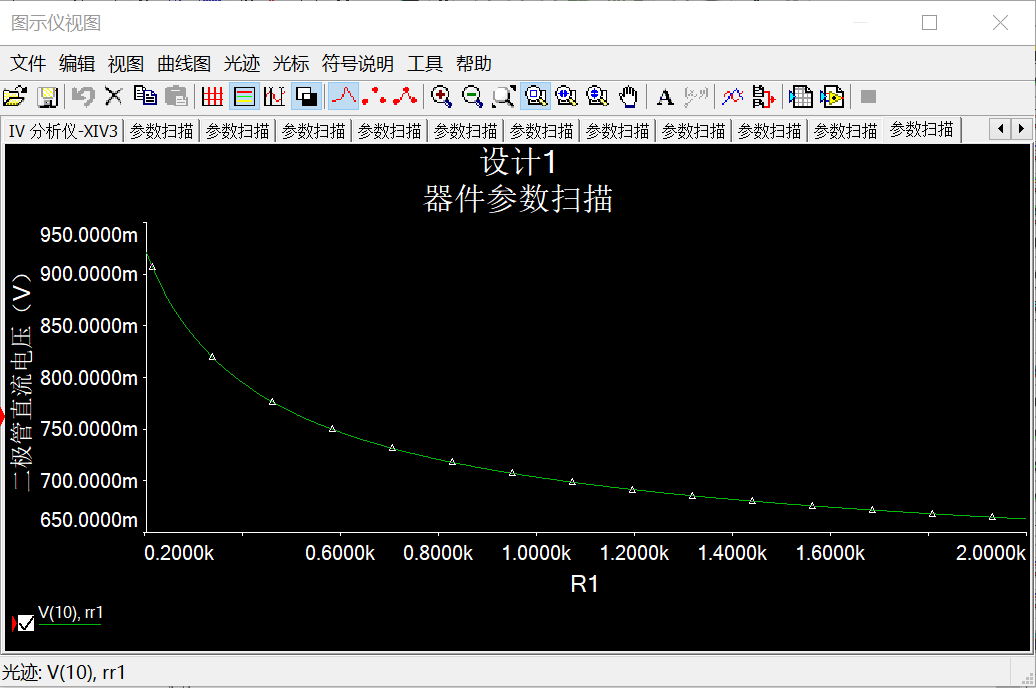 图示仪视图
文件 编辑 视图 曲线图 光迹 光标 符号说明 工具 帮助
IV 分析仪-XIV3 参数扫描 参数扫描 参数扫描 参数扫描 参数扫描 参数扫描 参数扫描 参数扫描 参数扫描 参数扫描 参数扫描
设计1
器件参数扫描
二极管直流电压（V）
950.0000m
900.0000m
850.0000m
800.0000m
750.0000m
700.0000m
650.0000m
0.2000k 0.6000k 0.8000k 1.0000k 1.2000k 1.4000k 1.6000k 2.0000k
R1
V(10), rr1
光迹: V(10), rr1